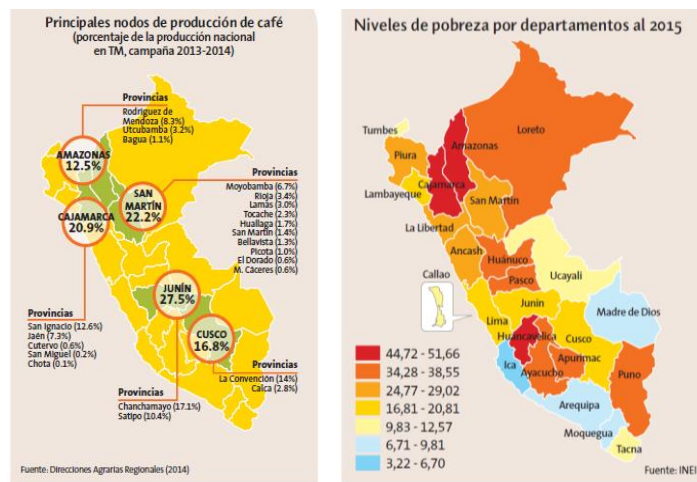 Principales nodos de producción de café
(porcentaje de la producción nacional
en TM, campaña 2013-2014)
Provincias
Rodriguez de
Mendoza (8.3%)
Utcubamba (3.2%)
Bagua (1.1%)
AMAZONAS
12.5%
Provincias
Moyobamba (6.7%)
Rioja (3.4%)
Lamas (3.0%)
Tocache (2.3%)
Huallaga (1.7%)
San Martín (1.4%)
Bellavista (1.3%)
Picota (1.0%)
El Dorado (0.6%)
M. Cáceres (0.6%)
SAN
MARTÍN
22.2%
CAJAMARCA
20.9%
JUNÍN
27.5%
CUSCO
16.8%
Provincias
San Ignacio (12.6%)
Jaén (7.3%)
Cutervo (0.6%)
San Miguel (0.2%)
Chota (0.1%)
Provincias
La Convención (14%)
Calca (2.8%)
Provincias
Chanchamayo (17.1%)
Satipo (10.4%)
Fuente: Direcciones Agrarias Regionales (2014)
Niveles de pobreza por departamentos al 2015
Tumbes
Piura
Amazonas
Loreto
Lambayeque
Cajamarca
San Martín
La Libertad
Ancash
Huánuco
Pasco
Ucayali
Callao
Junín
Madre de Dios
Lima
Huancavelica
Cusco
Ica
Ayacucho
Apurimac
Puno
Arequipa
Moquegua
Tacna
44,72 - 51,66
34,28 - 38,55
24,77 - 29,02
16,81 - 20,81
9,83 - 12,57
6,71 - 9,81
3,22 - 6,70
Fuente: INEI